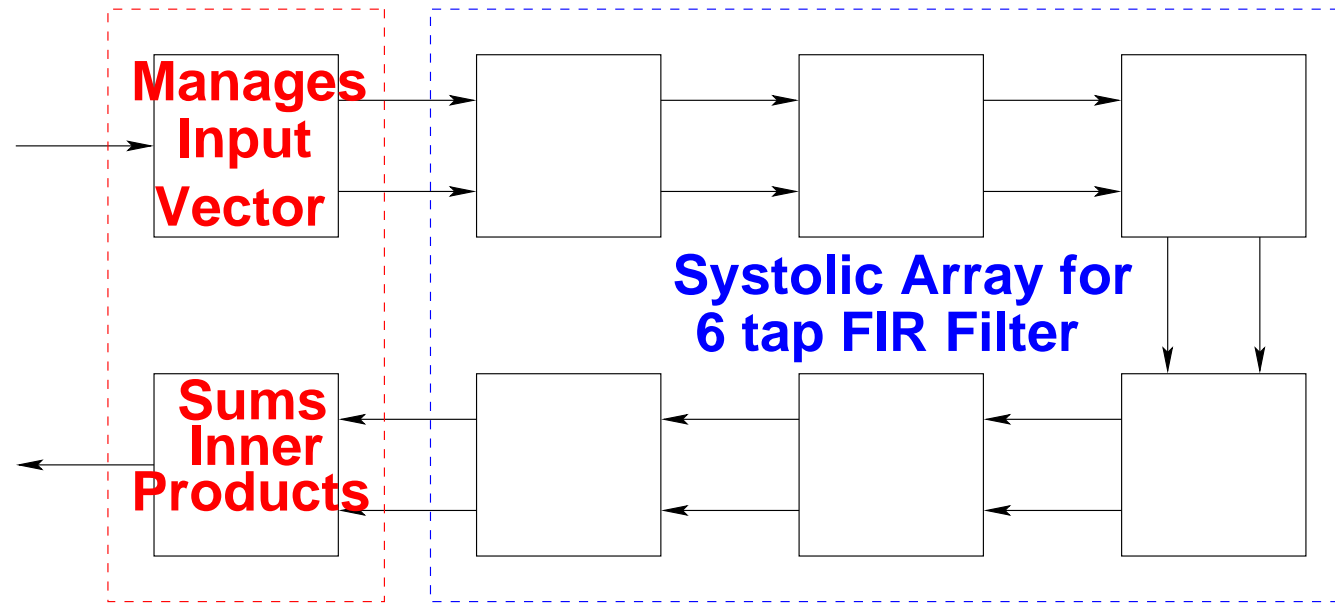 Manages
Input
Vector
Systolic Array for
6 tap FIR Filter
Sums
Inner
Products